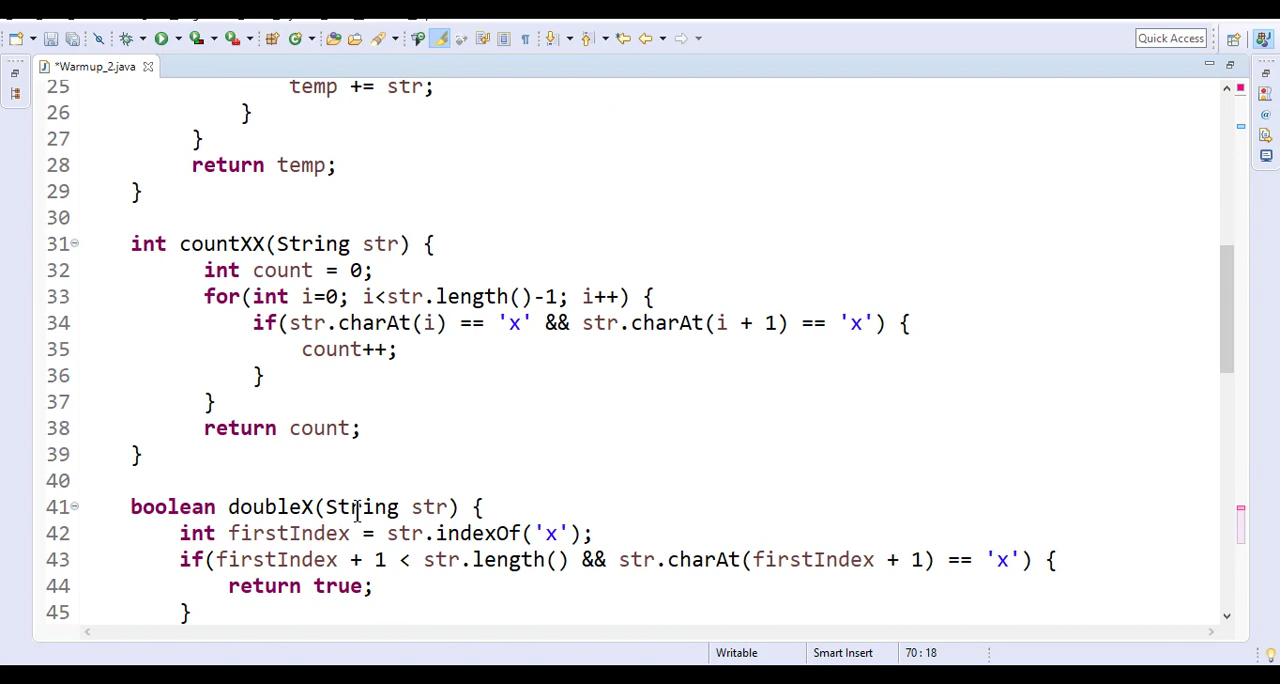 Quick Access
*Warmup_2.java
25 temp += str;
26 }
27 }
28 return temp;
29 }
30
31 int countXX(String str) {
32 int count = 0;
33 for(int i=0; i<str.length()-1; i++) {
34 if(str.charAt(i) == 'x' && str.charAt(i + 1) == 'x') {
35 count++;
36 }
37 }
38 return count;
39 }
40
41 boolean doubleX(String str) {
42 int firstIndex = str.indexOf('x');
43 if(firstIndex + 1 < str.length() && str.charAt(firstIndex + 1) == 'x') {
44 return true;
45 }
Writable Smart Insert 70 : 18